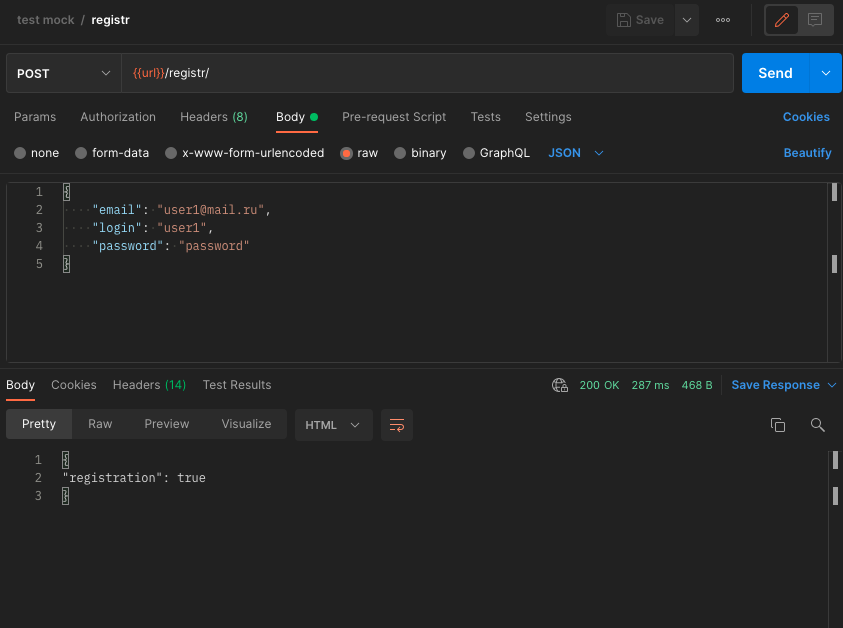 test mock / registr
Save
POST
{{url}}/registr/
Send
Params Authorization Headers (8) Body Pre-request Script Tests Settings Cookies
none form-data x-www-form-urlencoded raw binary GraphQL JSON Beautify
1 {
2 "email": "user1@mail.ru",
3 "login": "user1",
4 "password": "password"
5 }
Body Cookies Headers (14) Test Results 200 OK 287 ms 468 B Save Response
Pretty Raw Preview Visualize HTML
1 {
2 "registration": true
3 }